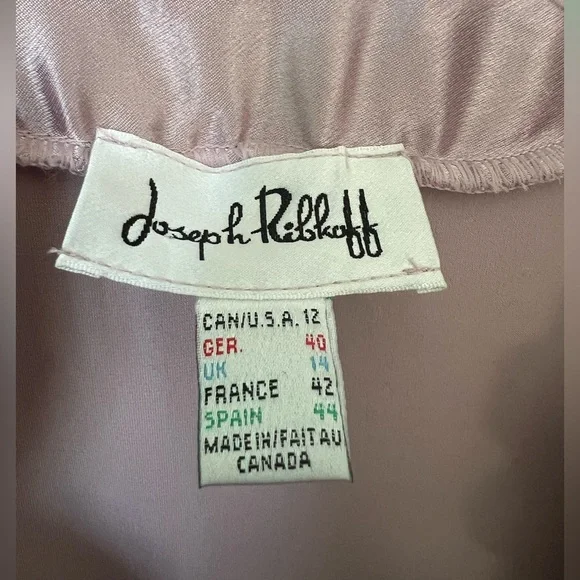 Joseph Ribkoff
CAN/U.S.A. 12
GER. 40
UK 14
FRANCE 42
SPAIN 44
MADE IN/FAIT AU
CANADA